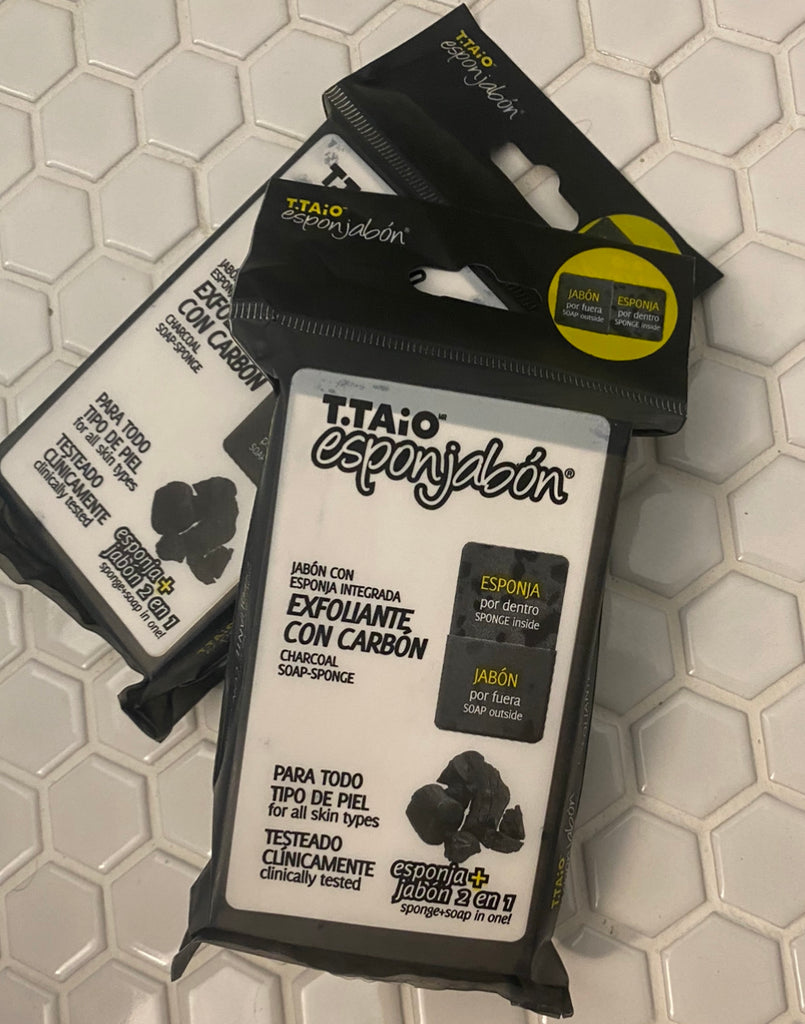 T.TAiO™
esponjabón®
T.TAiO™
esponjabón®
JABÓN
por fuera
SOAP outside
ESPONJA
por dentro
SPONGE inside
T.TAiO MR
esponjabón®
JABÓN CON
ESPONJA INTEGRADA
EXFOLIANTE
CON CARBÓN
CHARCOAL
SOAP-SPONGE
ESPONJA
por dentro
SPONGE inside
JABÓN
por fuera
SOAP outside
PARA TODO
TIPO DE PIEL
for all skin types
TESTEADO
CLÍNICAMENTE
clinically tested
esponja+
jabón 2 en 1
sponge+soap in one!
T.TAiO
CON CARBÓN
CHARCOAL
SOAP-SPONGE
PARA TODO
TIPO DE PIEL
for all skin types
TESTEADO
CLÍNICAMENTE
clinically tested
esponja+
jabón 2 en 1
sponge+soap in one!